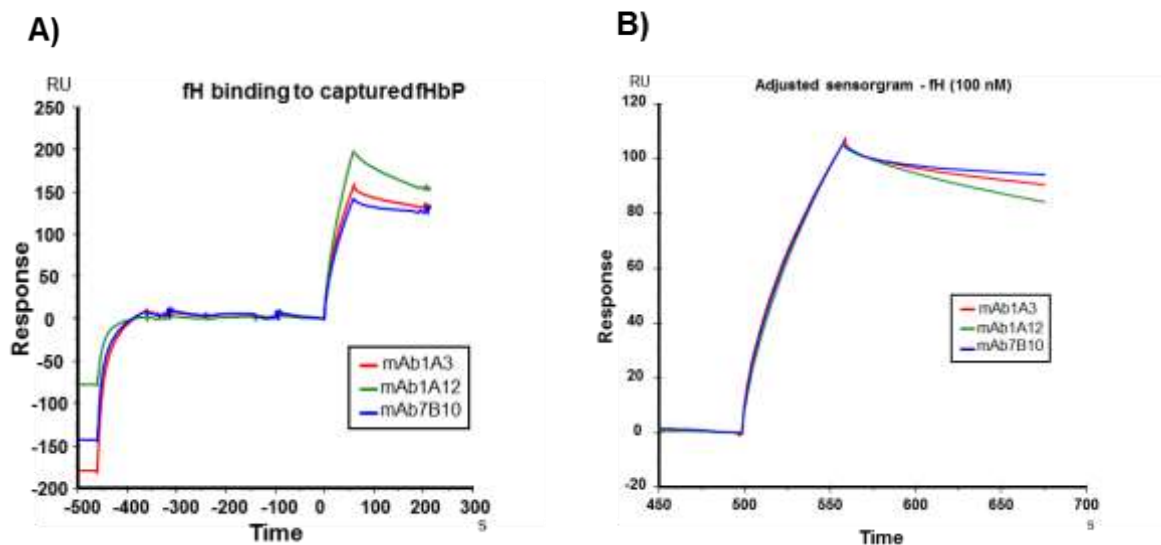 A)
RU
fH binding to captured fHbP
250
200
150
100
50
0
-50
-100
-150
-200
Response
-500 -400 -300 -200 -100 0 100 200 300
s
Time
mAb1A3
mAb1A12
mAb7B10
B)
RU
Adjusted sensorgram - fH (100 nM)
120
100
80
60
40
20
0
-20
Response
450 500 550 600 650 700
s
Time
mAb1A3
mAb1A12
mAb7B10